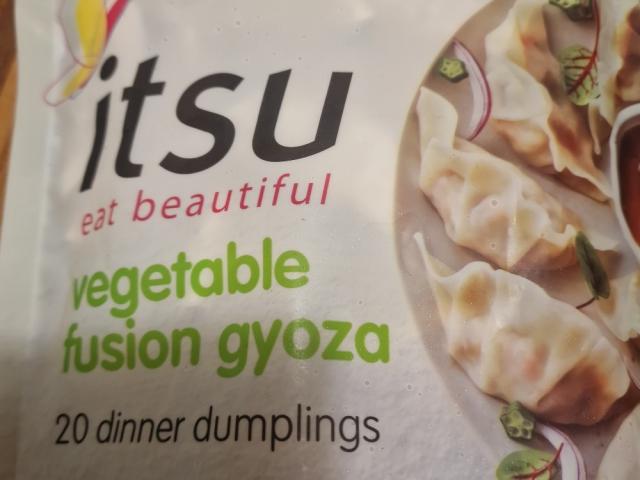 itsu
eat beautiful
vegetable
fusion gyoza
20 dinner dumplings